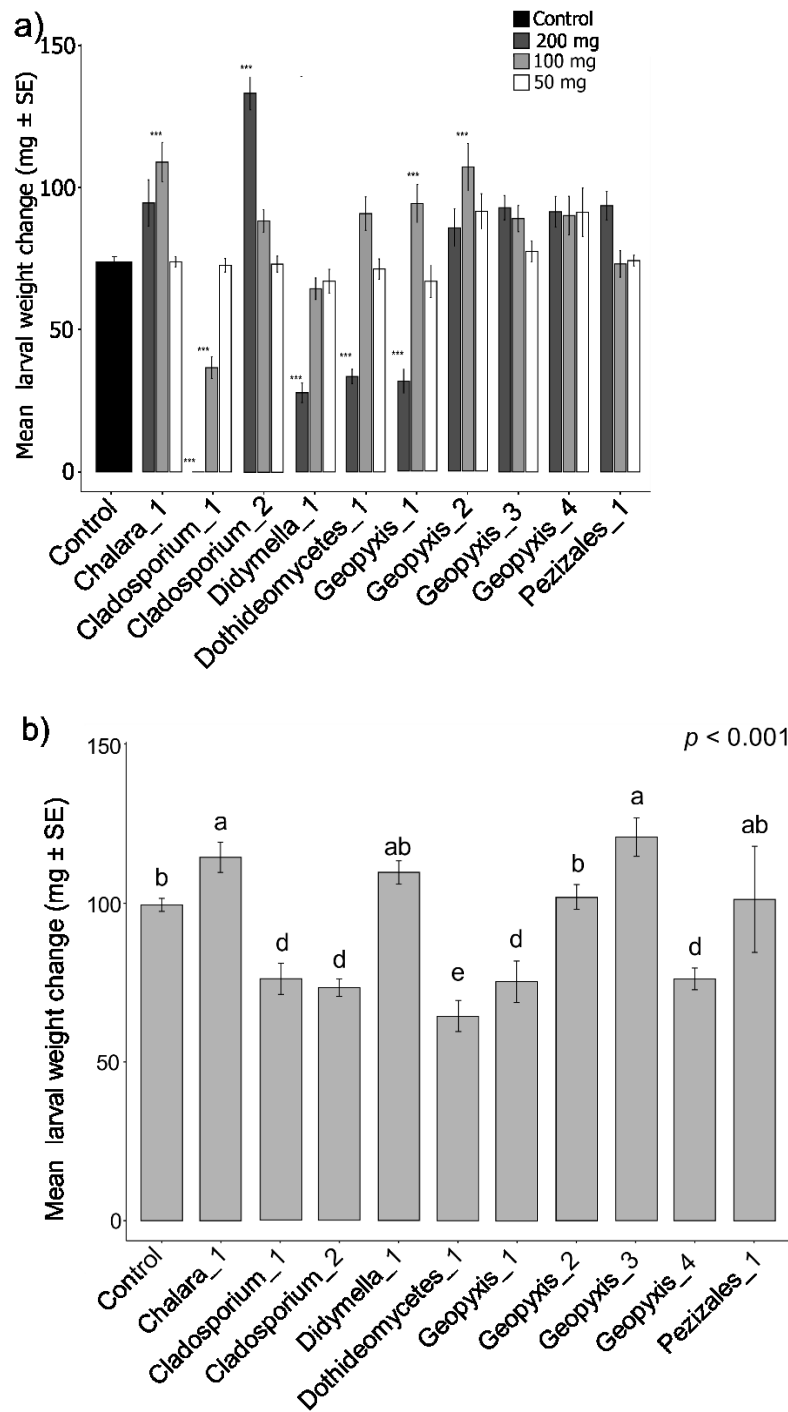 a)
Control
200 mg
100 mg
50 mg
Mean larval weight change (mg ± SE)
150
100
50
0
***
***
***
***
***
***
***
***
***
Control
Chalara_1
Cladosporium_1
Cladosporium_2
Didymella_1
Dothideomycetes_1
Geopyxis_1
Geopyxis_2
Geopyxis_3
Geopyxis_4
Pezizales_1
b)
p < 0.001
Mean larval weight change (mg ± SE)
150
100
50
0
b
a
d
d
ab
e
d
b
a
d
ab
Control
Chalara_1
Cladosporium_1
Cladosporium_2
Didymella_1
Dothideomycetes_1
Geopyxis_1
Geopyxis_2
Geopyxis_3
Geopyxis_4
Pezizales_1